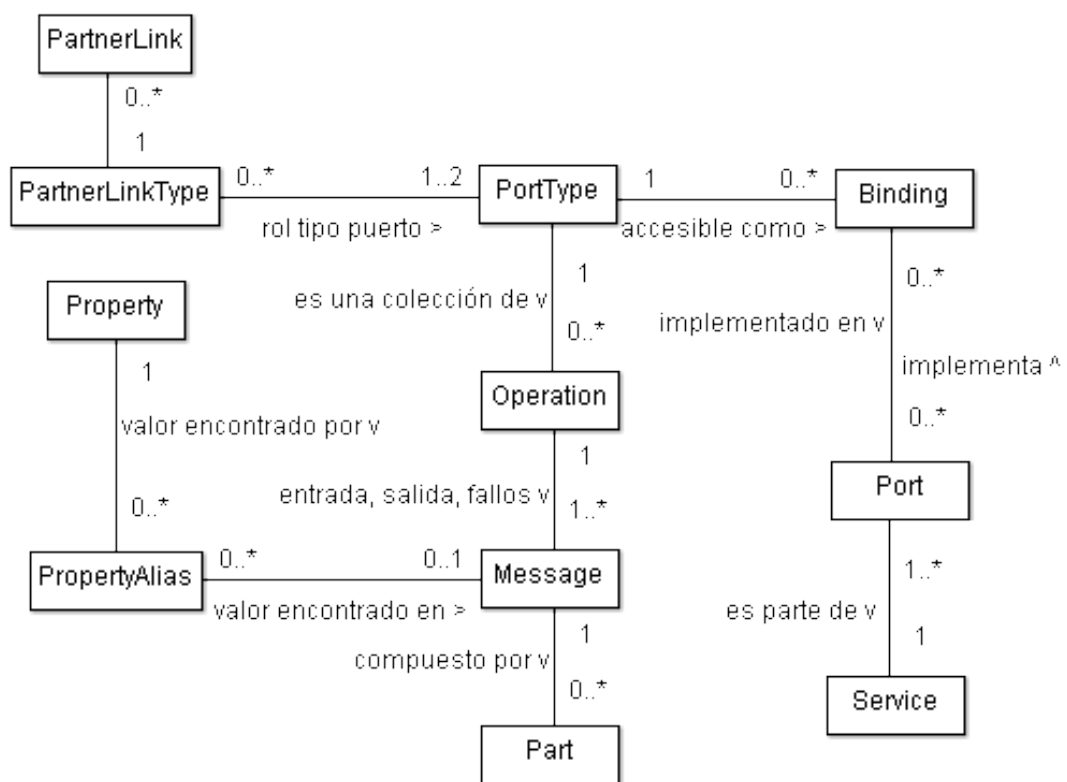 PartnerLink
0..*
1
PartnerLinkType
0..*
1..2
rol tipo puerto >
PortType
1
0..*
accesible como >
Binding
1
es una colección de v
0..*
0..*
implementado en v
implementa ^
0..*
Property
1
valor encontrado por v
0..*
Operation
1
entrada, salida, fallos v
1..*
Port
PropertyAlias
0..*
0..1
valor encontrado en >
Message
1
compuesto por v
0..*
1..*
es parte de v
1
Service
Part